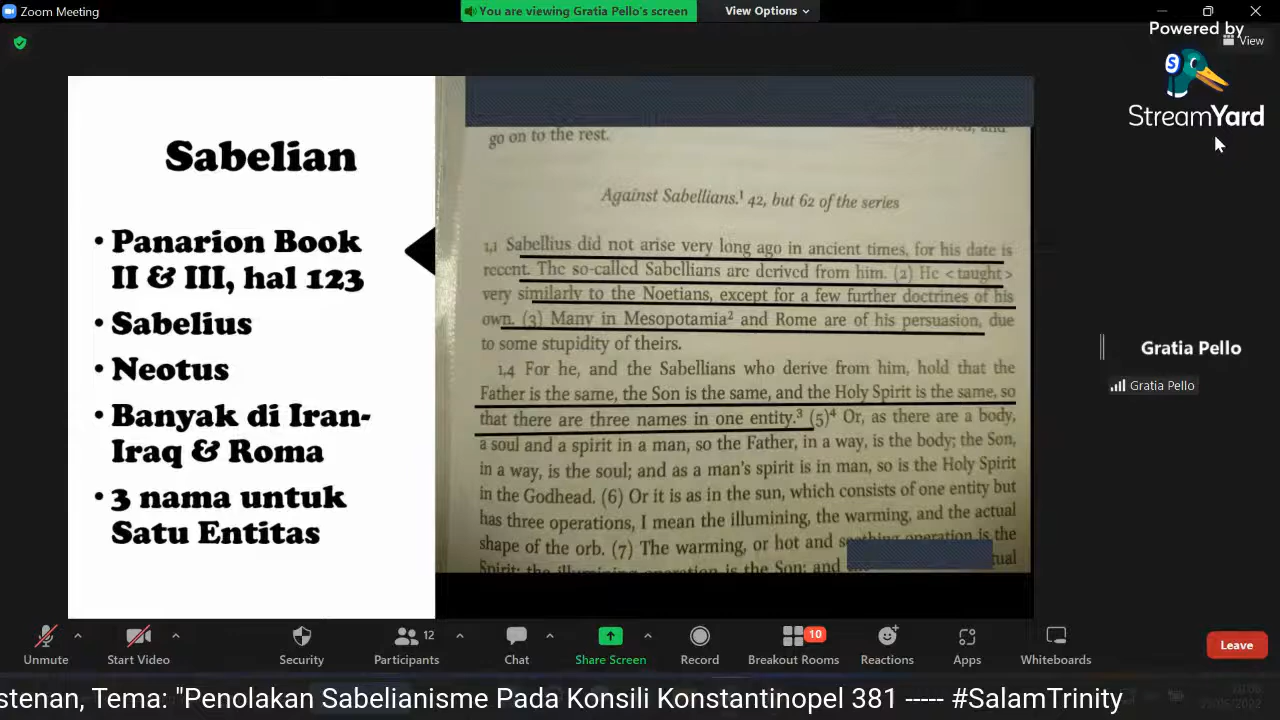 Zoom Meeting
You are viewing Gratia Pello's screen
View Options
Powered by
View
StreamYard
Sabelian
• Panarion Book
II & III, hal 123
• Sabelius
• Neotus
• Banyak di Iran-
Iraq & Roma
• 3 nama untuk
Satu Entitas
go on to the rest.
Against Sabellians.¹ 42, but 62 of the series
1,1 Sabellius did not arise very long ago in ancient times, for his date is
recent. The so-called Sabellians are derived from him. (2) He <taught>
very similarly to the Noetians, except for a few further doctrines of his
own. (3) Many in Mesopotamia² and Rome are of his persuasion, due
to some stupidity of theirs.
1,4 For he, and the Sabellians who derive from him, hold that the
Father is the same, the Son is the same, and the Holy Spirit is the same, so
that there are three names in one entity.³ (5)⁴ Or, as there are a body,
a soul and a spirit in a man, so the Father, in a way, is the body; the Son,
in a way, is the soul; and as a man's spirit is in man, so is the Holy Spirit
in the Godhead. (6) Or it is as in the sun, which consists of one entity but
has three operations, I mean the illumining, the warming, and the actual
shape of the orb. (7) The warming, or hot and operation is the
Spirit; the illumining operation is the Son; and
Gratia Pello
Gratia Pello
Unmute
Start Video
Security
12
Participants
Chat
Share Screen
Record
10
Breakout Rooms
Reactions
Apps
Whiteboards
Leave
stenan, Tema: "Penolakan Sabelianisme Pada Konsili Konstantinopel 381 ----- #SalamTrinity